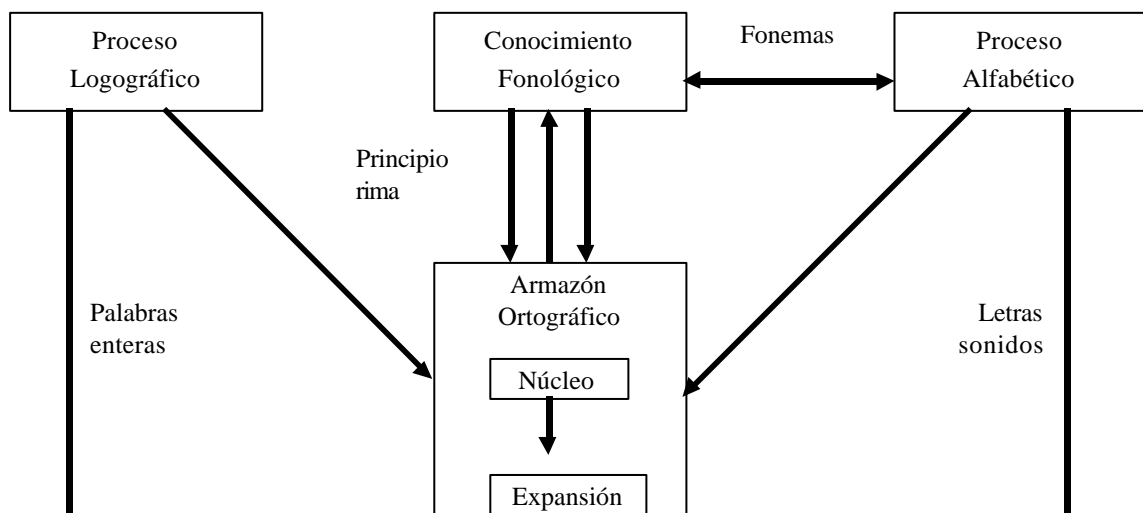 Proceso
Logográfico
Conocimiento
Fonológico
Fonemas
Proceso
Alfabético
Principio
rima
Armazón
Ortográfico
Palabras
enteras
Letras
sonidos
Núcleo
Expansión